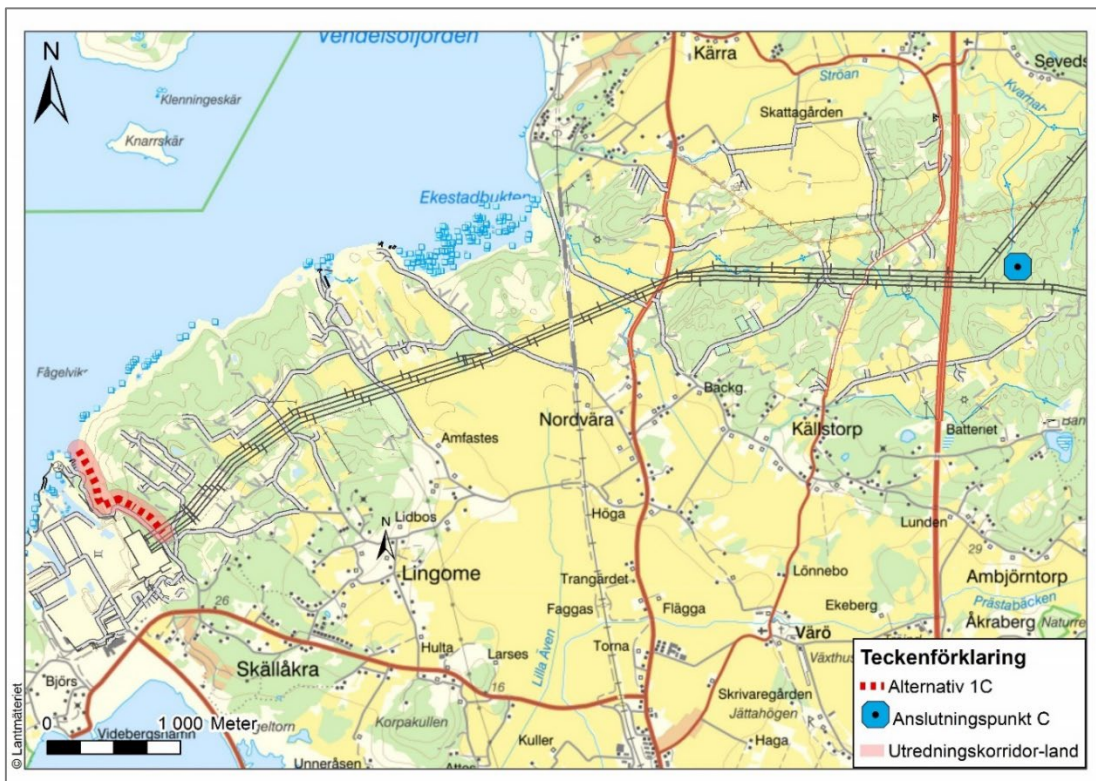 Vendelsöfjorden
N
Klenningeskär
Knarrskär
Kärra
Ströan
Skattagården
Ekestadbukten
Fågelvik
Backg.
Nordvära
Källstorp
Amfastes
Batteriet
Lidbos
N
Höga
Lunden
Lingome
29
Trangärdet
Lönnebo
Ambjörntorp
26
Faggas
Flägga
Ekeberg
Prästabäcken
Lilla Åven
Åkraberg
Hulta
Larses
Torna
Värö
Naturre
Skällåkra
Växthus
Björs
16
Skrivaregården
Jättahögen
0
1 000 Meter
Korpakullen
Videbergshamn
Kuller
Haga
Unneråsen
© Lantmäteriet
Teckenförklaring
Alternativ 1C
Anslutningspunkt C
Utredningskorridor-land